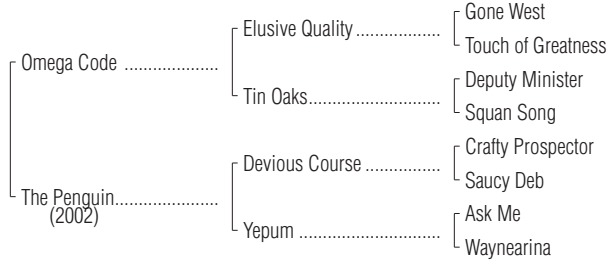 Gone West
Elusive Quality ..................
Touch of Greatness
Omega Code ....................
Deputy Minister
Tin Oaks............................
Squan Song
Crafty Prospector
Devious Course ................
Saucy Deb
The Penguin......................
(2002)
Ask Me
Yepum ..............................
Waynearina